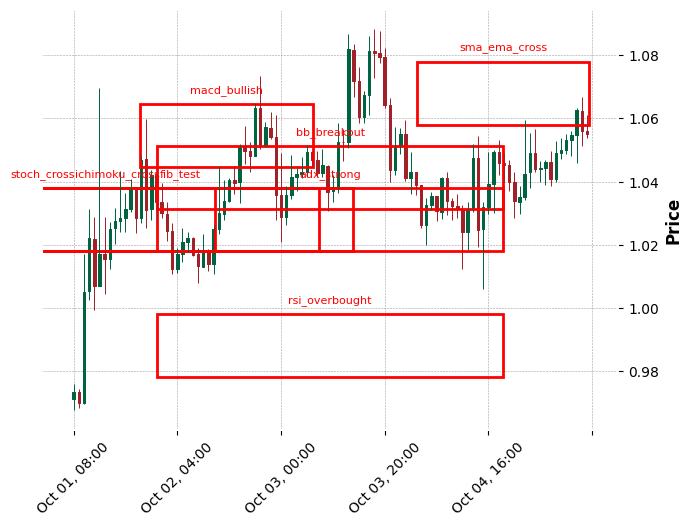 sma_ema_cross
macd_bullish
bb_breakout
fib_test
rsi_overbought
1.08
1.06
1.04
1.02
1.00
0.98
Price
Oct 01, 08:00
Oct 02, 04:00
Oct 03, 00:00
Oct 03, 20:00
Oct 04, 16:00